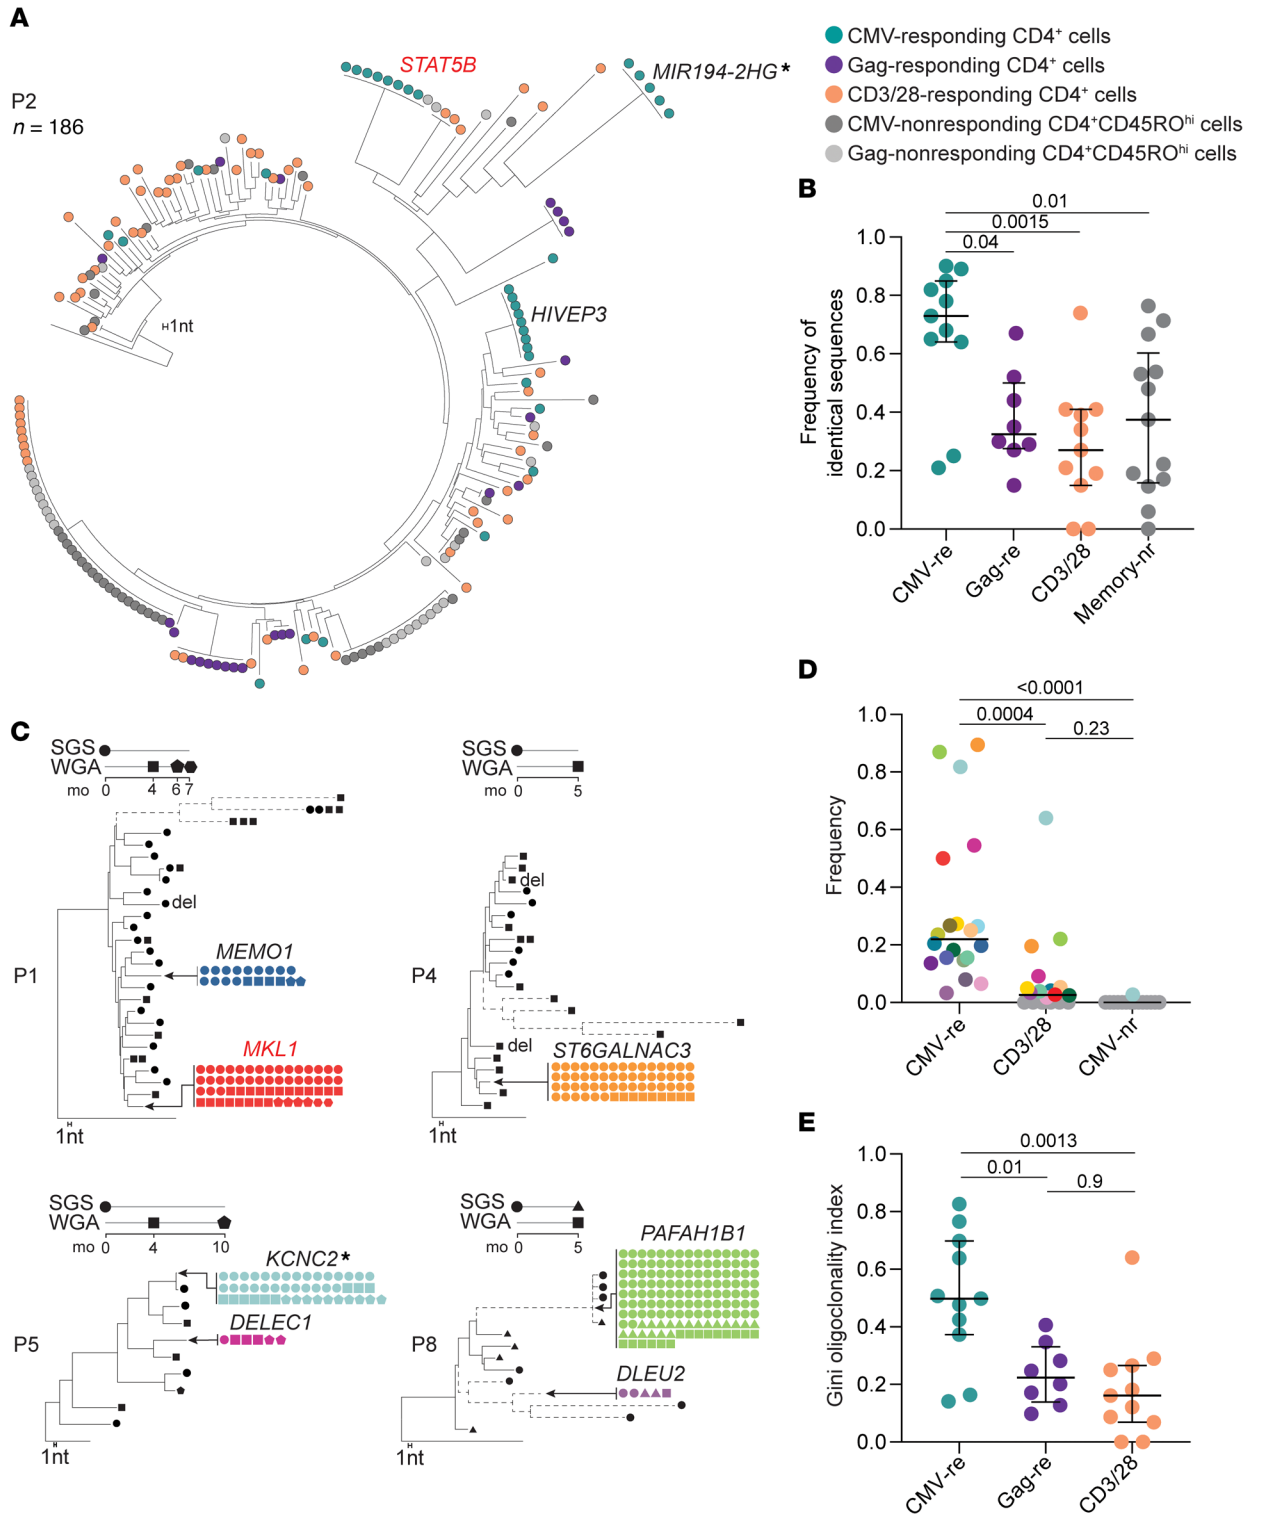 A
P2
n = 186
STAT5B
MIR194-2HG*
HIVEP3
1nt
CMV-responding CD4⁺ cells
Gag-responding CD4⁺ cells
CD3/28-responding CD4⁺ cells
CMV-nonresponding CD4⁺CD45ROʰⁱ cells
Gag-nonresponding CD4⁺CD45ROʰⁱ cells
B
0.01
0.0015
0.04
Frequency of
identical sequences
1.0
0.8
0.6
0.4
0.2
0.0
CMV-re
Gag-re
CD3/28
Memory-nr
C
SGS
WGA
mo 0 4 6 7
P1
del
MEMO1
MKL1
1nt
SGS
WGA
mo 0 5
P4
del
del
ST6GALNAC3
1nt
SGS
WGA
mo 0 4 10
P5
KCNC2*
DELEC1
1nt
SGS
WGA
mo 0 5
P8
PAFAH1B1
DLEU2
1nt
D
<0.0001
0.0004
0.23
Frequency
1.0
0.8
0.6
0.4
0.2
0.0
CMV-re
CD3/28
CMV-nr
E
0.0013
0.01
0.9
Gini oligoclonality index
1.0
0.8
0.6
0.4
0.2
0.0
CMV-re
Gag-re
CD3/28